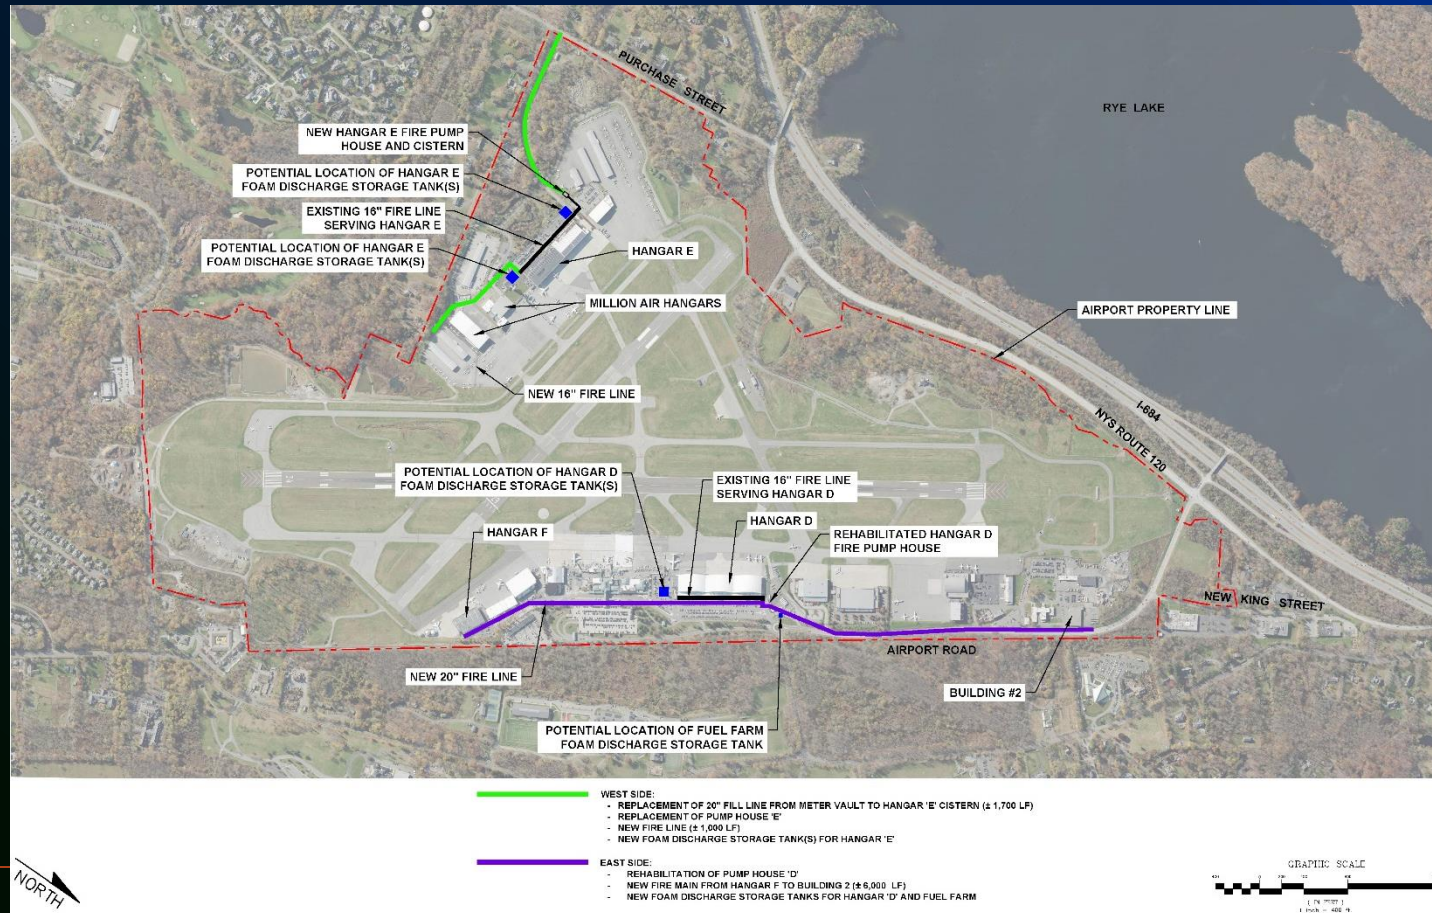 PURCHASE STREET
RYE LAKE
NEW HANGAR E FIRE PUMP
HOUSE AND CISTERN
POTENTIAL LOCATION OF HANGAR E
FOAM DISCHARGE STORAGE TANK(S)
EXISTING 16" FIRE LINE
SERVING HANGAR E
POTENTIAL LOCATION OF HANGAR E
FOAM DISCHARGE STORAGE TANK(S)
HANGAR E
MILLION AIR HANGARS
AIRPORT PROPERTY LINE
NEW 16" FIRE LINE
I-684
NYS ROUTE 120
POTENTIAL LOCATION OF HANGAR D
FOAM DISCHARGE STORAGE TANK(S)
EXISTING 16" FIRE LINE
SERVING HANGAR D
HANGAR D
HANGAR F
REHABILITATED HANGAR D
FIRE PUMP HOUSE
NEW KING STREET
AIRPORT ROAD
NEW 20" FIRE LINE
BUILDING #2
POTENTIAL LOCATION OF FUEL FARM
FOAM DISCHARGE STORAGE TANK
WEST SIDE:
- REPLACEMENT OF 20" FILL LINE FROM METER VAULT TO HANGAR 'E' CISTERN (± 1,700 LF)
- REPLACEMENT OF PUMP HOUSE 'E'
- NEW FIRE LINE (± 1,000 LF)
- NEW FOAM DISCHARGE STORAGE TANK(S) FOR HANGAR 'E'
EAST SIDE:
- REHABILITATION OF PUMP HOUSE 'D'
- NEW FIRE MAIN FROM HANGAR F TO BUILDING 2 (± 6,000 LF)
- NEW FOAM DISCHARGE STORAGE TANKS FOR HANGAR 'D' AND FUEL FARM
NORTH
GRAPHIC SCALE
( IN FEET )
1 inch = 400 ft.